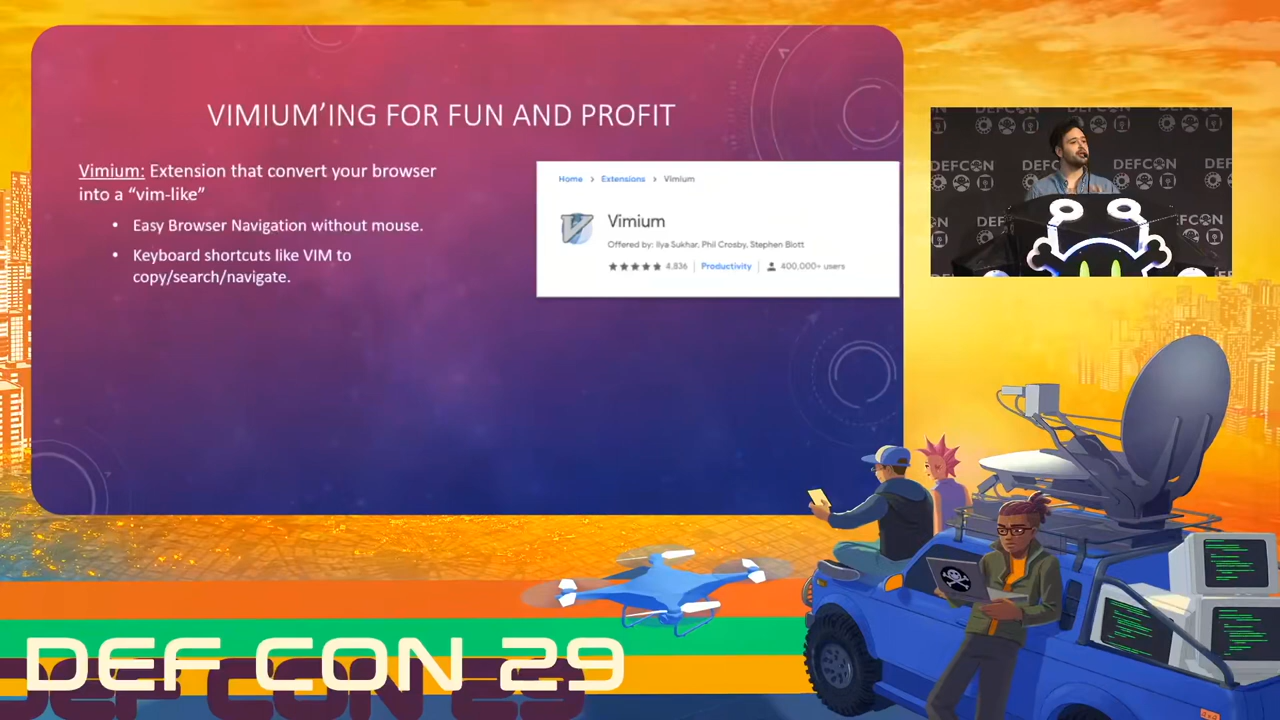 VIMIUM’ING FOR FUN AND PROFIT
Vimium: Extension that convert your browser
into a “vim-like”
• Easy Browser Navigation without mouse.
• Keyboard shortcuts like VIM to
copy/search/navigate.
Home > Extensions > Vimium
Vimium
Offered by: Ilya Sukhar, Phil Crosby, Stephen Blott
4,836 | Productivity | 400,000+ users
DEFCON
DEFCON
DEF CON 29